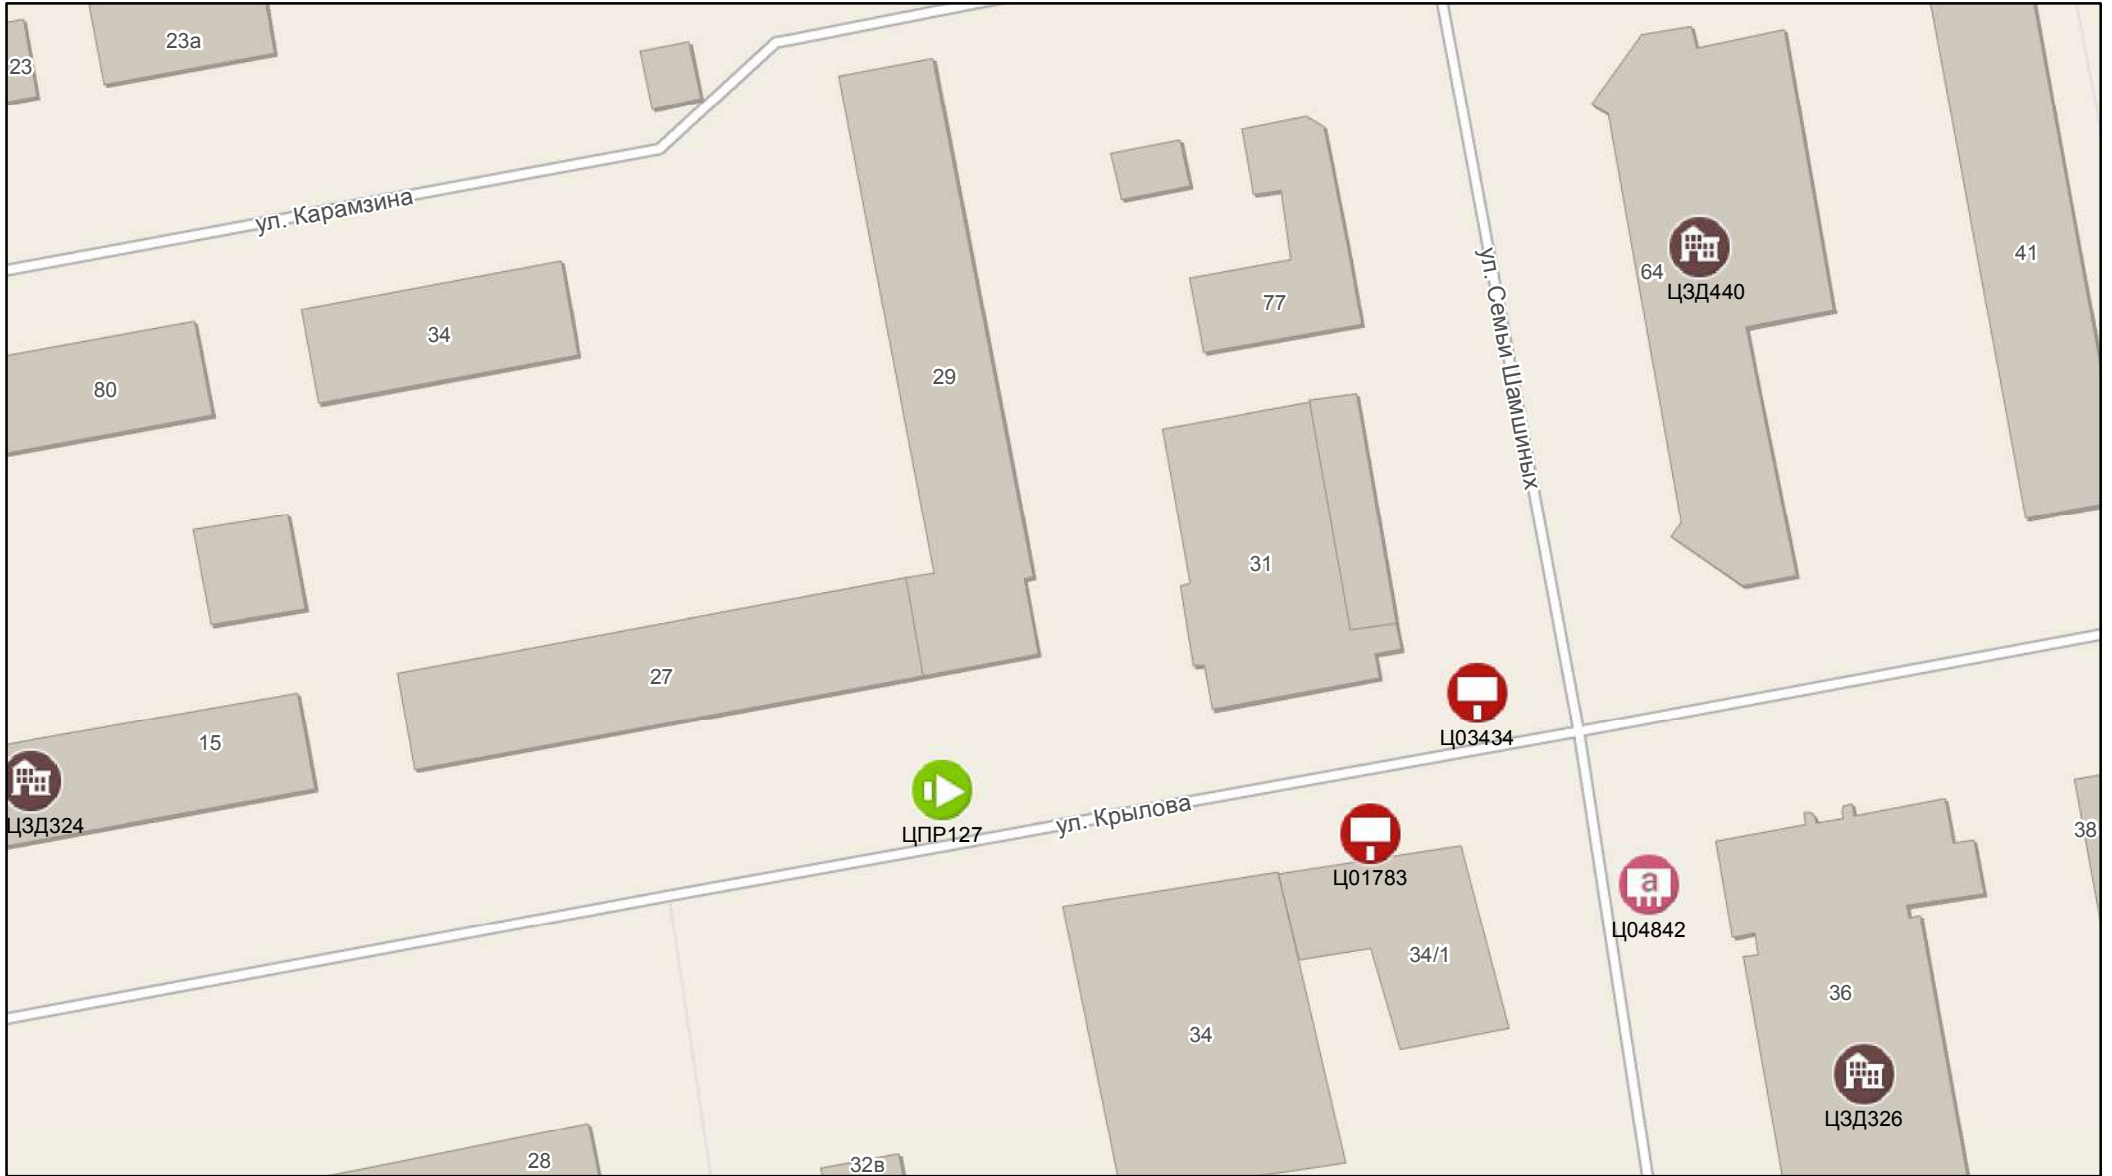 23а
23
ул. Карамзина
64
ЦЗД440
41
77
34
29
80
ул. Семьи Шамшиных
31
27
15
Ц03434
ЦЗД324
ЦПР127
ул. Крылова
38
Ц01783
а
Ц04842
34/1
36
34
ЦЗД326
28
32в